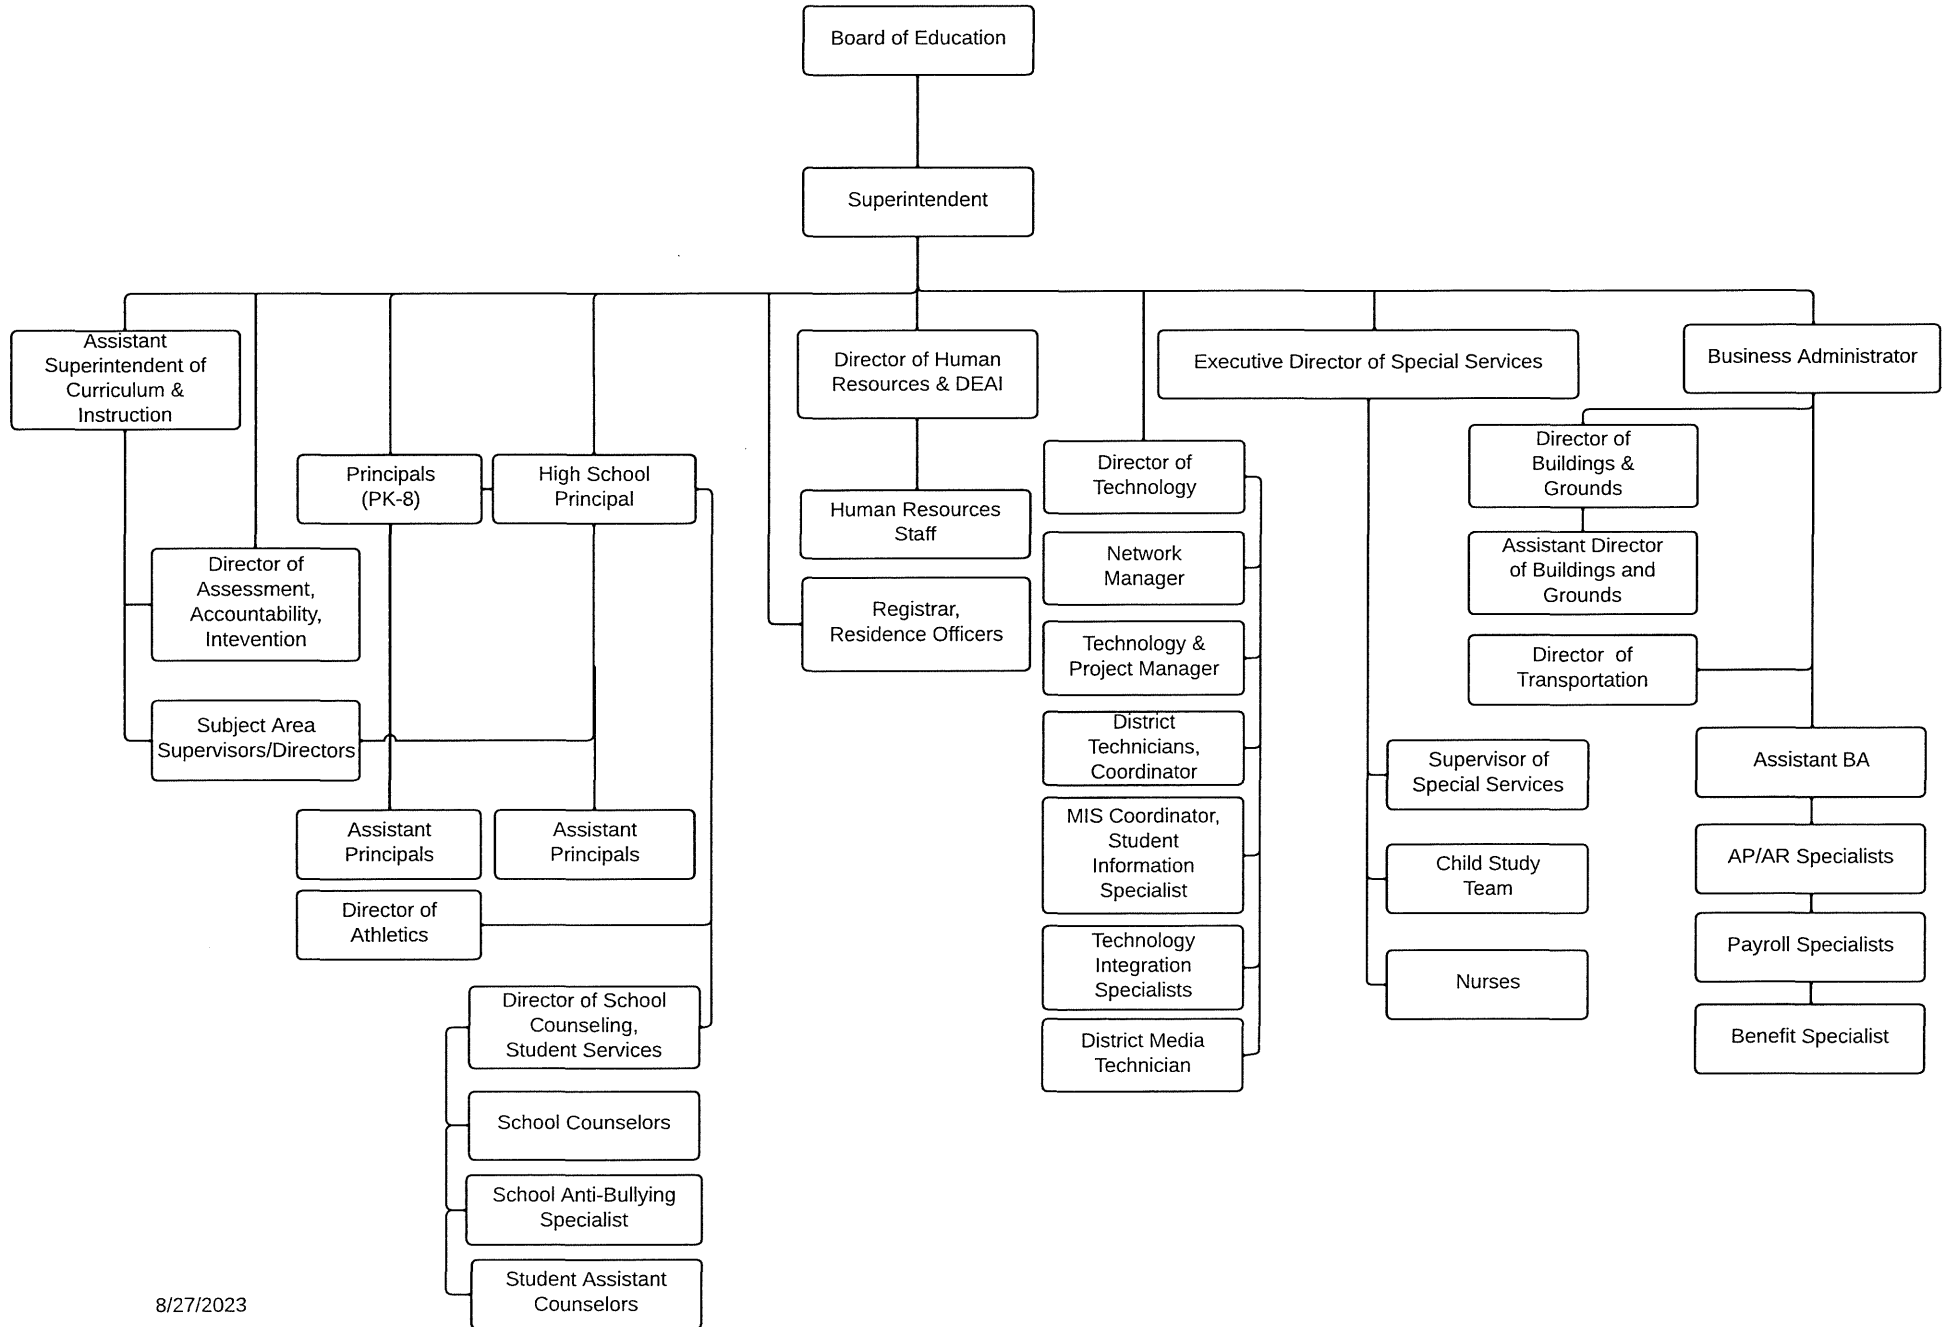 Board of Education
Superintendent
Assistant
Superintendent of
Curriculum &
Instruction
Director of
Assessment,
Accountability,
Intevention
Subject Area
Supervisors/Directors
Principals
(PK-8)
High School
Principal
Assistant
Principals
Assistant
Principals
Director of
Athletics
Director of School
Counseling,
Student Services
School Counselors
School Anti-Bullying
Specialist
Student Assistant
Counselors
Director of Human
Resources & DEAI
Human Resources
Staff
Registrar,
Residence Officers
Director of
Technology
Network
Manager
Technology &
Project Manager
District
Technicians,
Coordinator
MIS Coordinator,
Student
Information
Specialist
Technology
Integration
Specialists
District Media
Technician
Executive Director of Special Services
Supervisor of
Special Services
Child Study
Team
Nurses
Business Administrator
Director of
Buildings &
Grounds
Assistant Director
of Buildings and
Grounds
Director of
Transportation
Assistant BA
AP/AR Specialists
Payroll Specialists
Benefit Specialist
8/27/2023